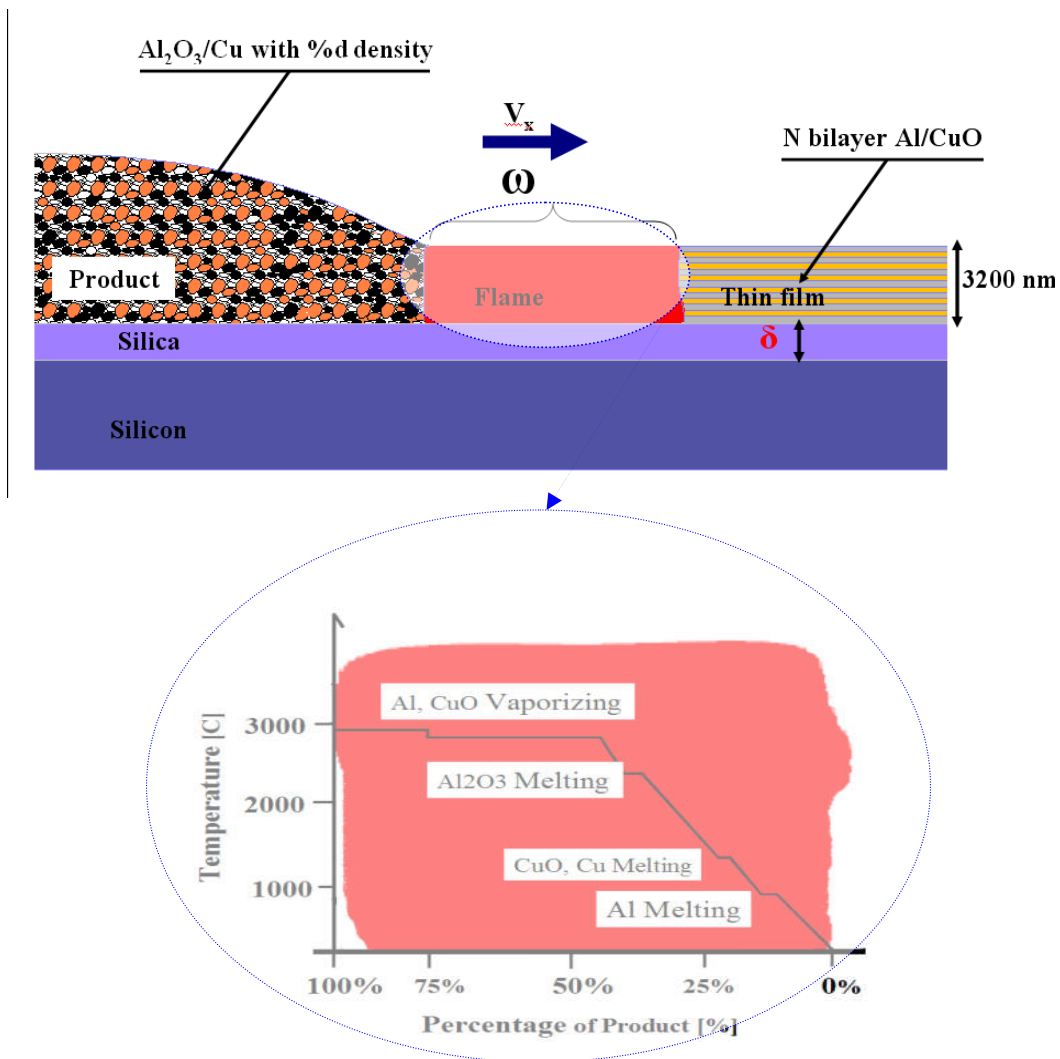 Al₂O₃/Cu with %d density
Vₓ
ω
N bilayer Al/CuO
Product
Flame
Thin film
3200 nm
Silica
δ
Silicon
Al, CuO Vaporizing
3000
Al2O3 Melting
2000
CuO, Cu Melting
1000
Al Melting
Temperature [C]
100% 75% 50% 25% 0%
Percentage of Product [%]